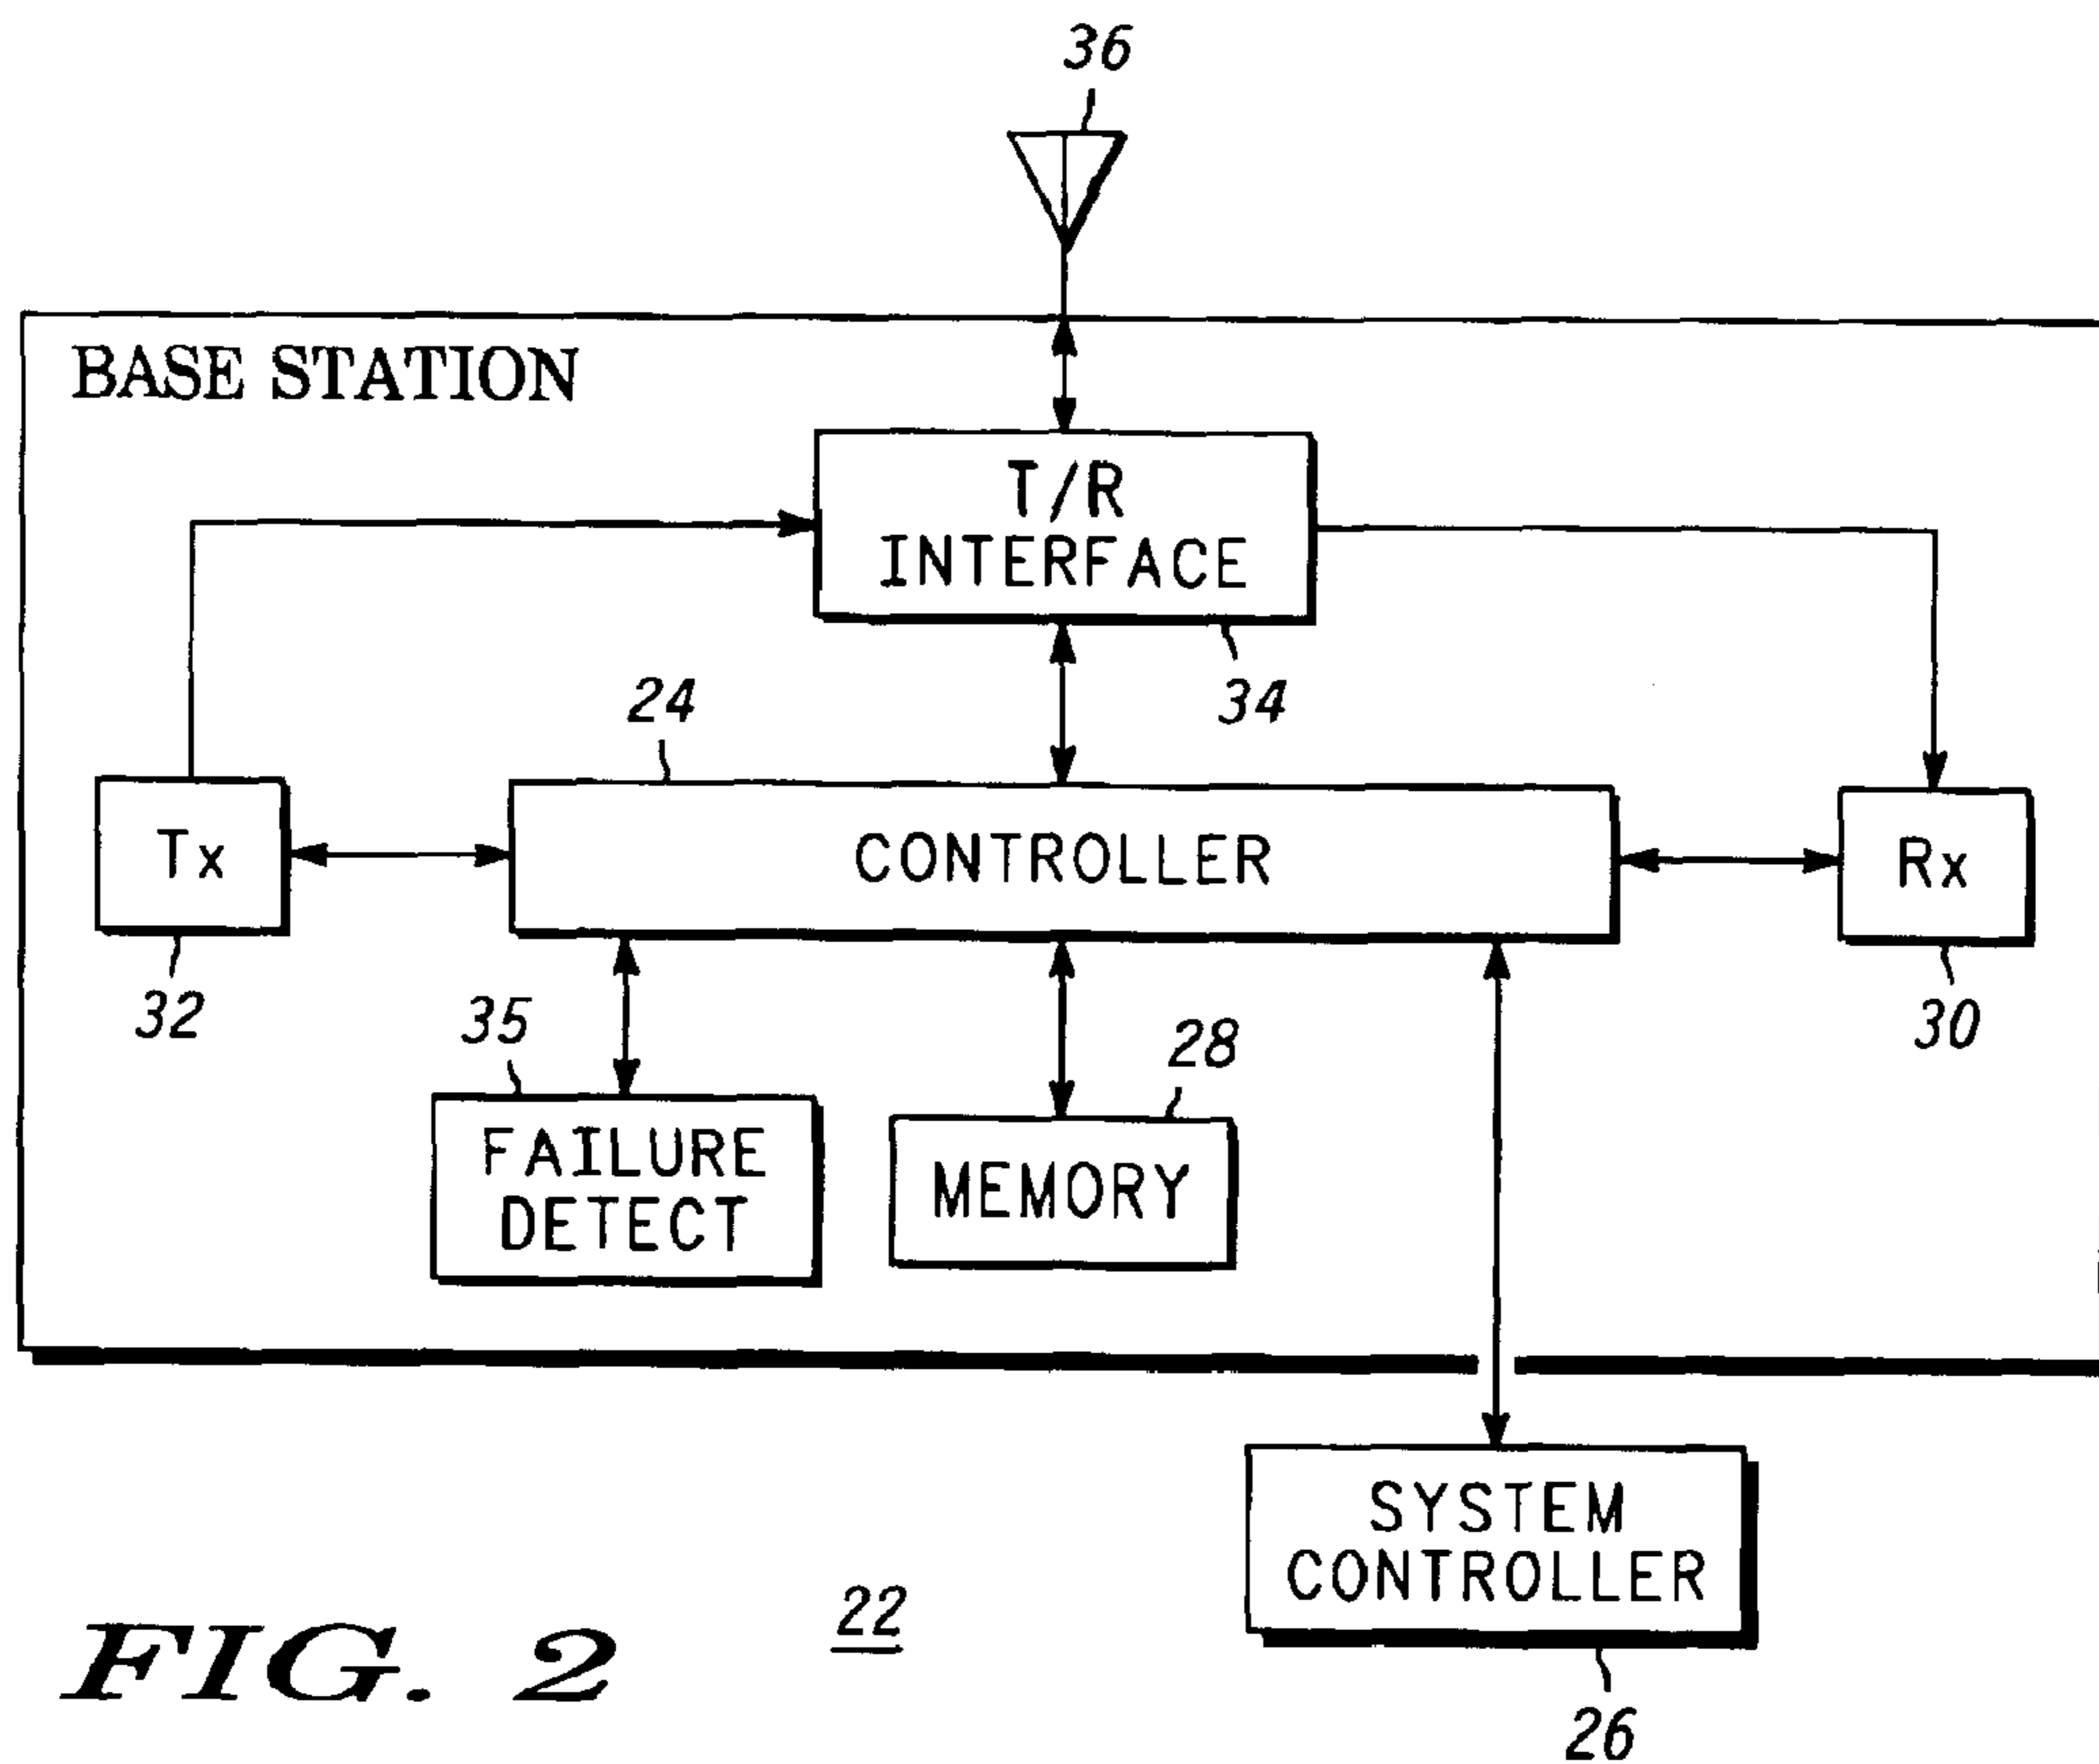 36
BASE STATION
T/R
INTERFACE
34
24
Tx
CONTROLLER
Rx
32
30
35
28
FAILURE
DETECT
MEMORY
SYSTEM
CONTROLLER
26
22
FIG. 2